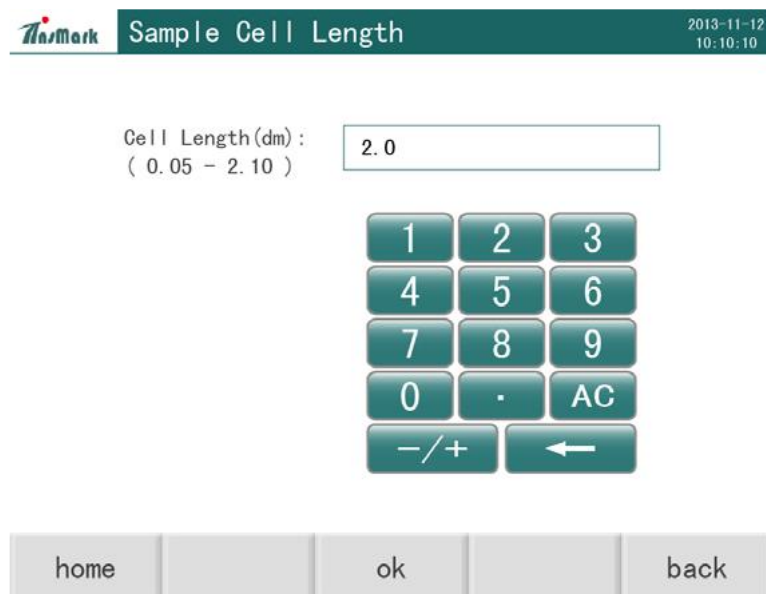 InsMark
Sample Cell Length
2013-11-12
10:10:10
Cell Length(dm):
( 0.05 - 2.10 )
2.0
1 2 3
4 5 6
7 8 9
0 . AC
-/+ ←
home ok back